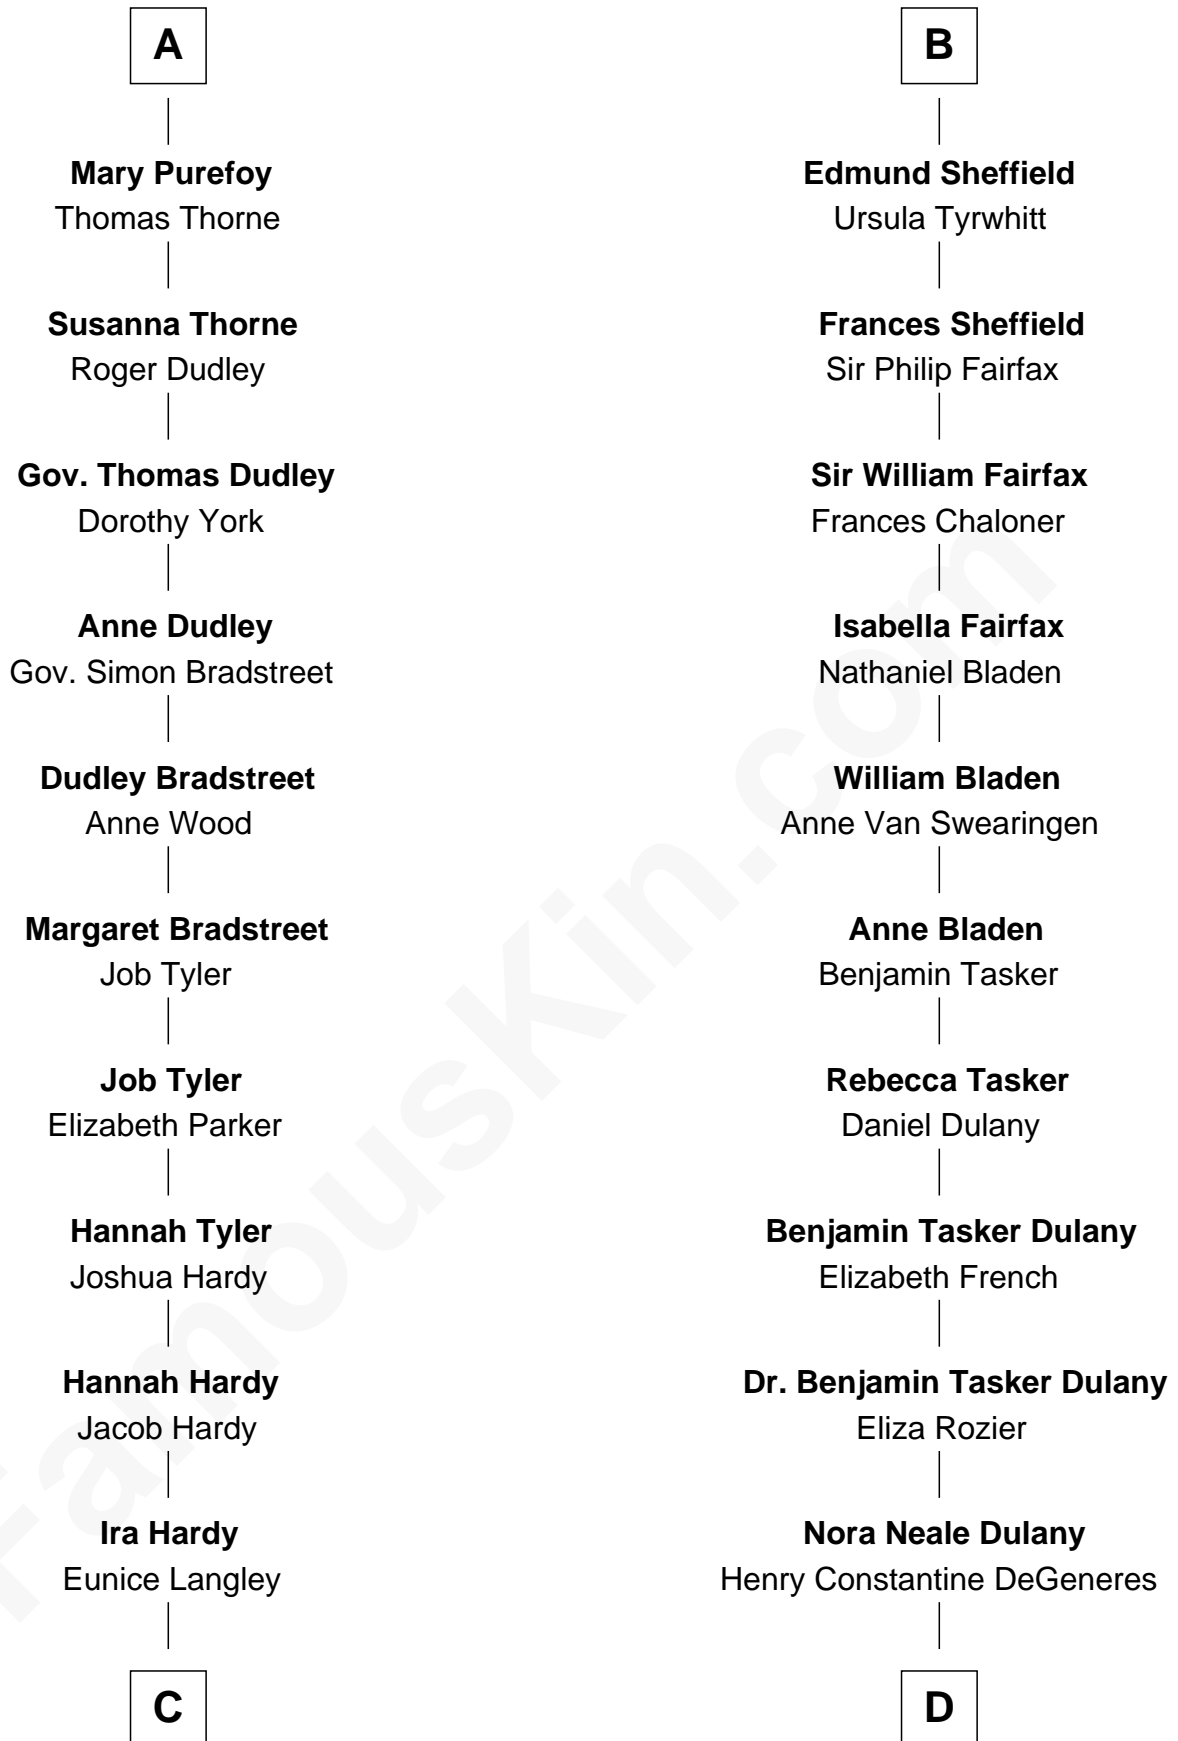 A
Mary Purefoy
Thomas Thorne
Susanna Thorne
Roger Dudley
Gov. Thomas Dudley
Dorothy York
Anne Dudley
Gov. Simon Bradstreet
Dudley Bradstreet
Anne Wood
Margaret Bradstreet
Job Tyler
Job Tyler
Elizabeth Parker
Hannah Tyler
Joshua Hardy
Hannah Hardy
Jacob Hardy
Ira Hardy
Eunice Langley
C
B
Edmund Sheffield
Ursula Tyrwhitt
Frances Sheffield
Sir Philip Fairfax
Sir William Fairfax
Frances Chaloner
Isabella Fairfax
Nathaniel Bladen
William Bladen
Anne Van Swearingen
Anne Bladen
Benjamin Tasker
Rebecca Tasker
Daniel Dulany
Benjamin Tasker Dulany
Elizabeth French
Dr. Benjamin Tasker Dulany
Eliza Rozier
Nora Neale Dulany
Henry Constantine DeGeneres
D
FamousKin.com